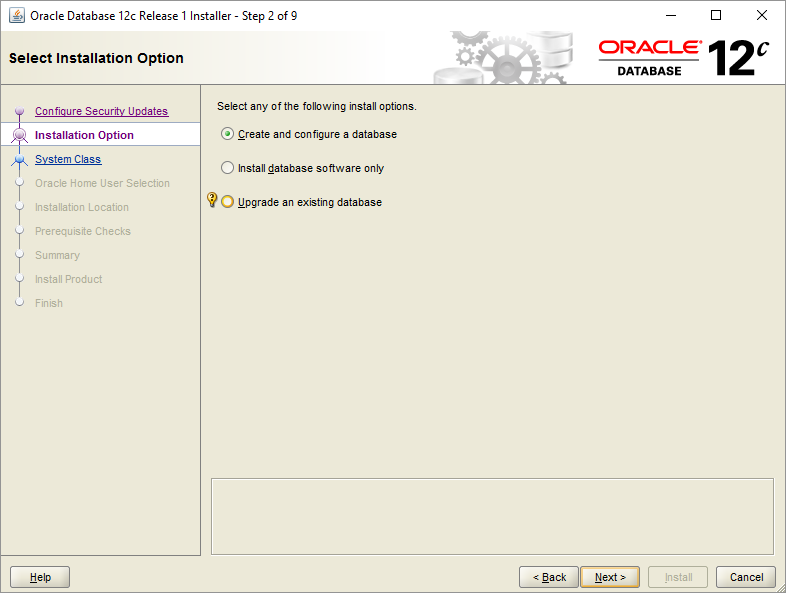 Oracle Database 12c Release 1 Installer - Step 2 of 9
Select Installation Option
ORACLE®
DATABASE
12c
Configure Security Updates
Installation Option
System Class
Oracle Home User Selection
Installation Location
Prerequisite Checks
Summary
Install Product
Finish
Select any of the following install options.
Create and configure a database
Install database software only
Upgrade an existing database
Help
< Back
Next >
Install
Cancel